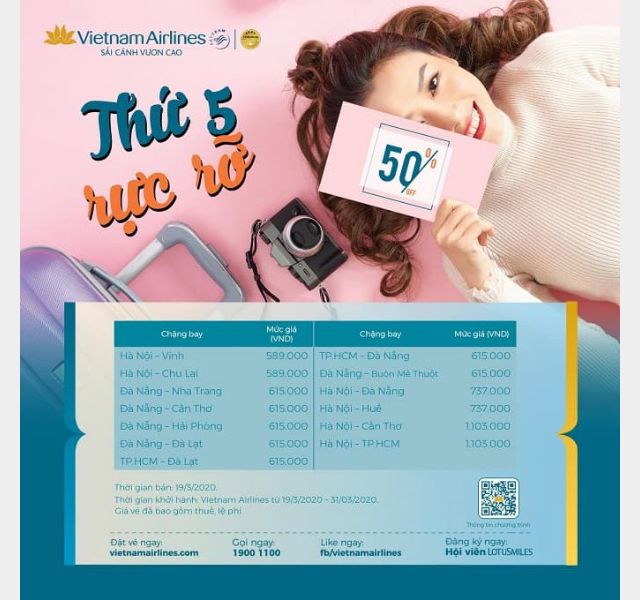 Vietnam Airlines
SẢI CÁNH VƯƠN CAO
Thứ 5
rực rỡ
50%
OFF
Chặng bay Mức giá (VND) Chặng bay Mức giá (VND)
Hà Nội – Vinh 589.000 TP.HCM – Đà Nẵng 615.000
Hà Nội – Chu Lai 589.000 Đà Nẵng – Buôn Mê Thuột 615.000
Đà Nẵng – Nha Trang 615.000 Hà Nội – Đà Nẵng 737.000
Đà Nẵng – Cần Thơ 615.000 Hà Nội – Huế 737.000
Đà Nẵng – Hải Phòng 615.000 Hà Nội – Cần Thơ 1.103.000
Đà Nẵng – Đà Lạt 615.000 Hà Nội – TP.HCM 1.103.000
TP.HCM – Đà Lạt 615.000
Thời gian bán: 19/3/2020.
Thời gian khởi hành: Vietnam Airlines từ 19/3/2020 – 31/03/2020.
Giá vé đã bao gồm thuế, lệ phí.
Thông tin chương trình
Đặt vé ngay: Gọi ngay: Like ngay: Đăng ký ngay:
vietnamairlines.com 1900 1100 fb/vietnamairlines Hội viên LOTUSMILES